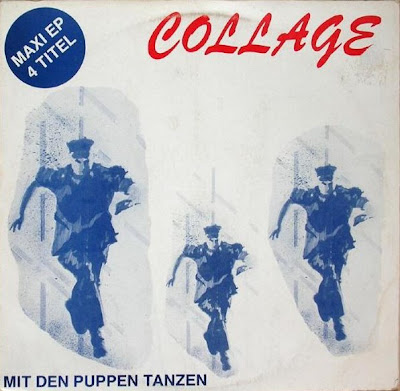 MAXI EP
4 TITEL
COLLAGE
MIT DEN PUPPEN TANZEN